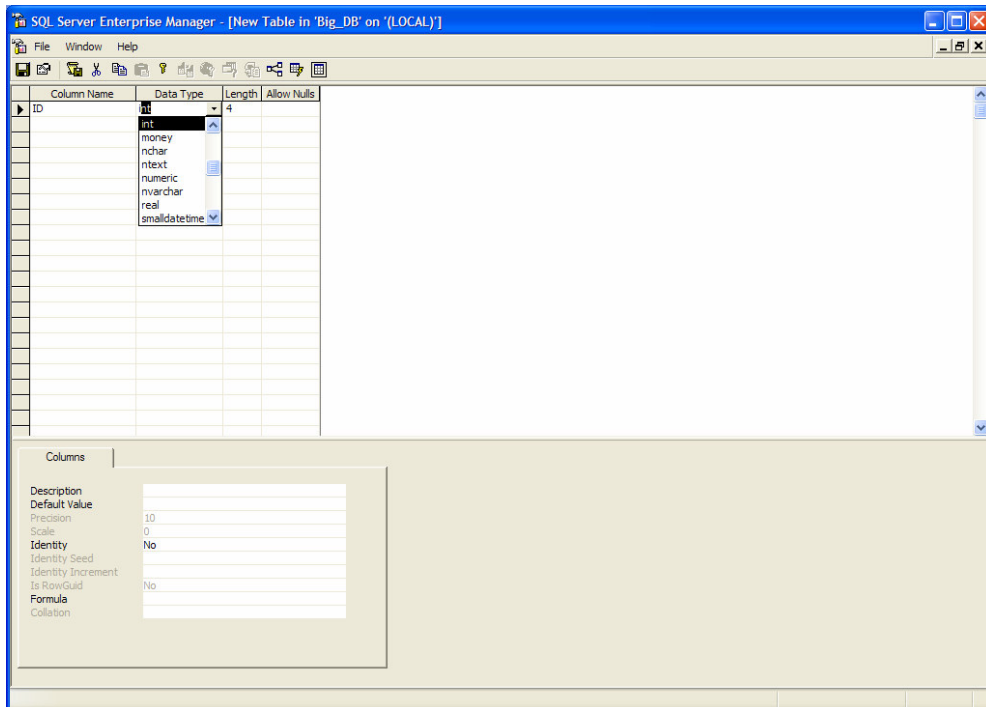 SQL Server Enterprise Manager - [New Table in 'Big_DB' on '(LOCAL)']
File Window Help
Column Name Data Type Length Allow Nulls
ID int 4
int
money
nchar
ntext
numeric
nvarchar
real
smalldatetime
Columns
Description
Default Value
Precision 10
Scale 0
Identity No
Identity Seed
Identity Increment
Is RowGuid No
Formula
Collation